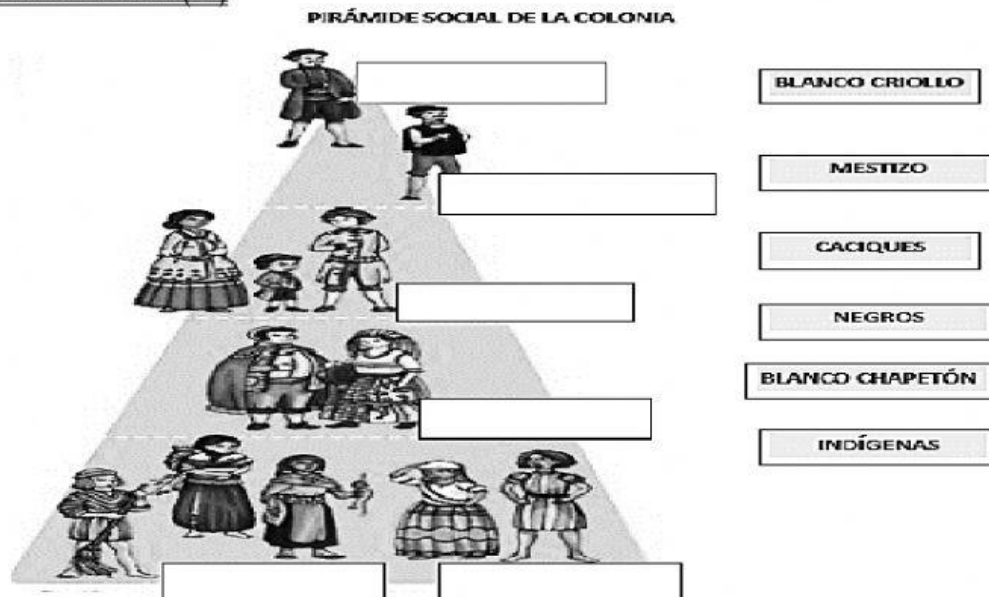 PIRÁMIDE SOCIAL DE LA COLONIA
BLANCO CRIOLLO
MESTIZO
CACIQUES
NEGROS
BLANCO CHAPETÓN
INDÍGENAS